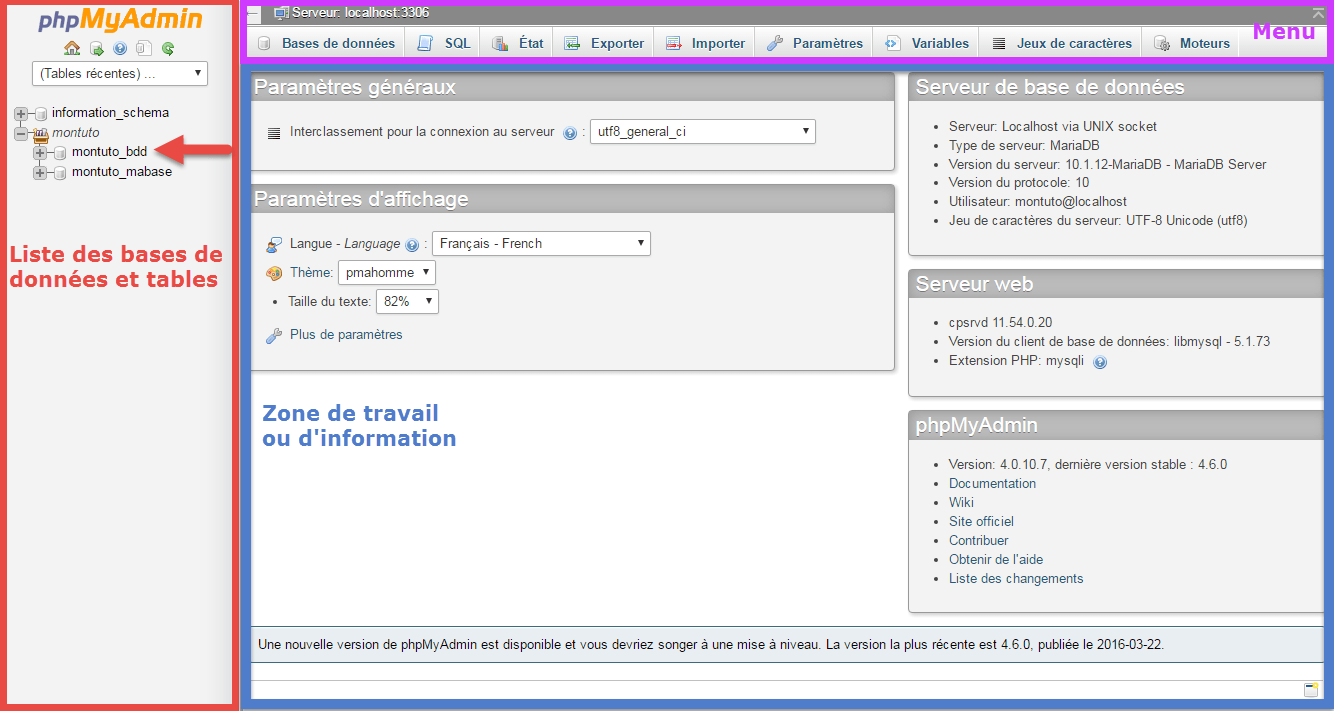 phpMyAdmin
(Tables récentes) ...
information_schema
montuto
montuto_bdd
montuto_mabase
Liste des bases de
données et tables
Serveur: localhost:3306
Bases de données SQL État Exporter Importer Paramètres Variables Jeux de caractères Moteurs
Menu
Paramètres généraux
Interclassement pour la connexion au serveur : utf8_general_ci
Paramètres d'affichage
Langue - Language : Français - French
Thème: pmahomme
Taille du texte: 82%
Plus de paramètres
Zone de travail
ou d'information
Serveur de base de données
Serveur: Localhost via UNIX socket
Type de serveur: MariaDB
Version du serveur: 10.1.12-MariaDB - MariaDB Server
Version du protocole: 10
Utilisateur: montuto@localhost
Jeu de caractères du serveur: UTF-8 Unicode (utf8)
Serveur web
cpsrvd 11.54.0.20
Version du client de base de données: libmysql - 5.1.73
Extension PHP: mysqli
phpMyAdmin
Version: 4.0.10.7, dernière version stable : 4.6.0
Documentation
Wiki
Site officiel
Contribuer
Obtenir de l'aide
Liste des changements
Une nouvelle version de phpMyAdmin est disponible et vous devriez songer à une mise à niveau. La version la plus récente est 4.6.0, publiée le 2016-03-22.